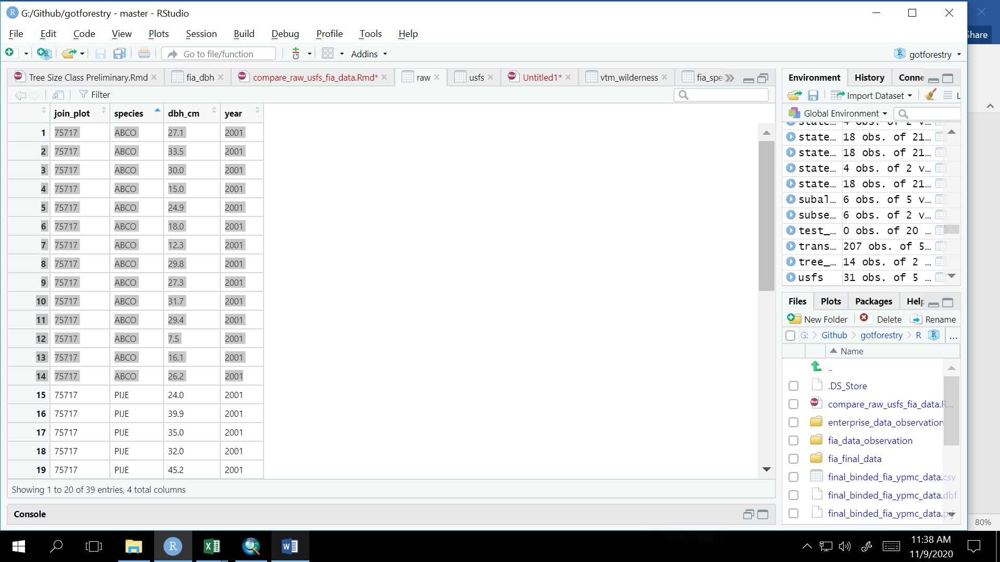 G:/Github/gotforestry - master - RStudio
File Edit Code View Plots Session Build Debug Profile Tools Help
Share
Go to file/function
Addins
gotforestry
Tree Size Class Preliminary.Rmd fia_dbh compare_raw_usfs_fia_data.Rmd* raw usfs Untitled1* vtm_wilderness fia_spe
Filter
join_plot species dbh_cm year
1 75717 ABCO 27.1 2001
2 75717 ABCO 33.5 2001
3 75717 ABCO 30.0 2001
4 75717 ABCO 15.0 2001
5 75717 ABCO 24.9 2001
6 75717 ABCO 18.0 2001
7 75717 ABCO 12.3 2001
8 75717 ABCO 29.8 2001
9 75717 ABCO 27.3 2001
10 75717 ABCO 31.7 2001
11 75717 ABCO 29.4 2001
12 75717 ABCO 7.5 2001
13 75717 ABCO 16.1 2001
14 75717 ABCO 26.2 2001
15 75717 PIJE 24.0 2001
16 75717 PIJE 39.9 2001
17 75717 PIJE 35.0 2001
18 75717 PIJE 32.0 2001
19 75717 PIJE 45.2 2001
Showing 1 to 20 of 39 entries, 4 total columns
Console
Environment History Conne
Import Dataset L
Global Environment
state... 4 obs. of 2 v...
state... 18 obs. of 21...
state... 18 obs. of 21...
state... 4 obs. of 2 v...
state... 18 obs. of 21...
subal... 6 obs. of 5 v...
subse... 6 obs. of 2 v...
test_... 0 obs. of 20 ...
trans... 207 obs. of 5...
tree_... 14 obs. of 2 ...
usfs 31 obs. of 5 ...
Files Plots Packages Help
New Folder Delete Rename
G: Github gotforestry R ...
Name
..
.DS_Store
compare_raw_usfs_fia_data.R...
enterprise_data_observation
fia_data_observation
fia_final_data
final_binded_fia_ypmc_data.csv
final_binded_fia_ypmc_data.dbf
final_binded_fia_ypmc_data.prj
80%
11:38 AM
11/9/2020